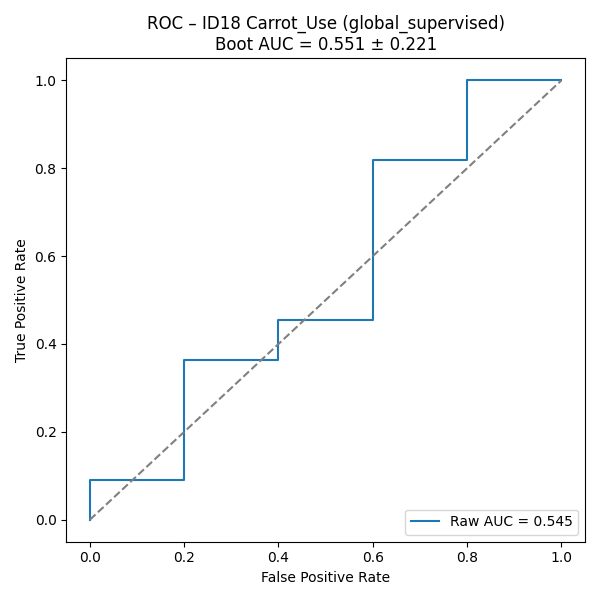 ROC – ID18 Carrot_Use (global_supervised)
Boot AUC = 0.551 ± 0.221
True Positive Rate
1.0
0.8
0.6
0.4
0.2
0.0
Raw AUC = 0.545
0.0 0.2 0.4 0.6 0.8 1.0
False Positive Rate